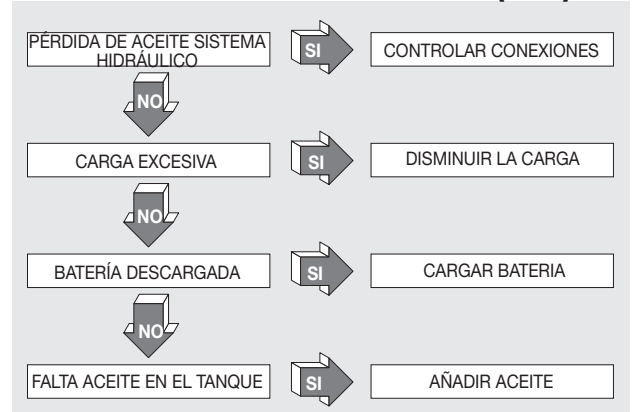 PÉRDIDA DE ACEITE SISTEMA
HIDRÁULICO
SI
CONTROLAR CONEXIONES
NO
CARGA EXCESIVA
SI
DISMINUIR LA CARGA
NO
BATERÍA DESCARGADA
SI
CARGAR BATERIA
NO
FALTA ACEITE EN EL TANQUE
SI
AÑADIR ACEITE